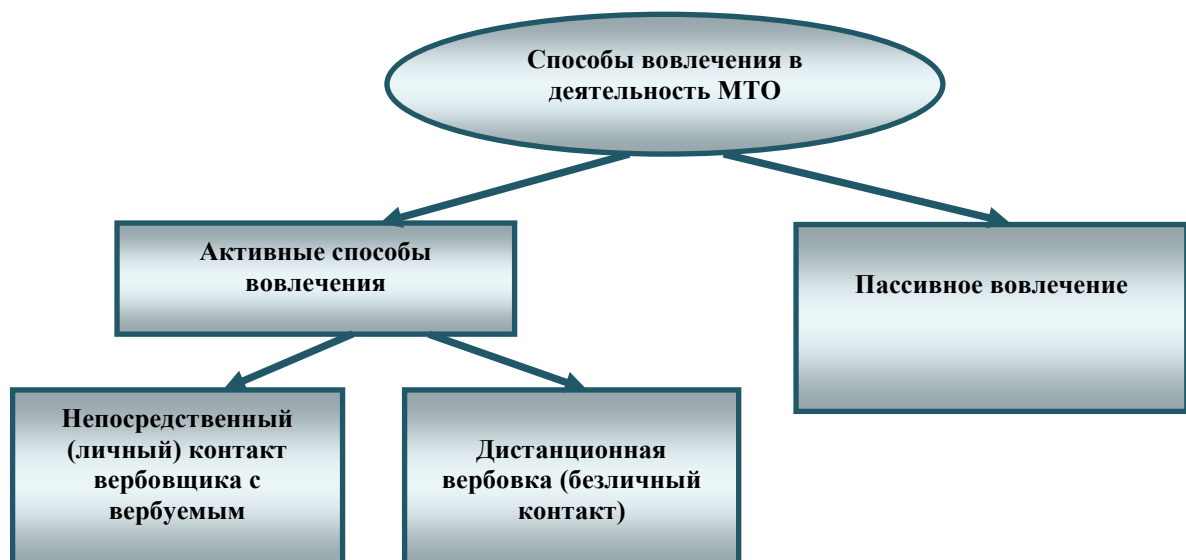 Способы вовлечения в
деятельность МТО
Активные способы
вовлечения
Пассивное вовлечение
Непосредственный
(личный) контакт
вербовщика с
вербуемым
Дистанционная
вербовка (безличный
контакт)